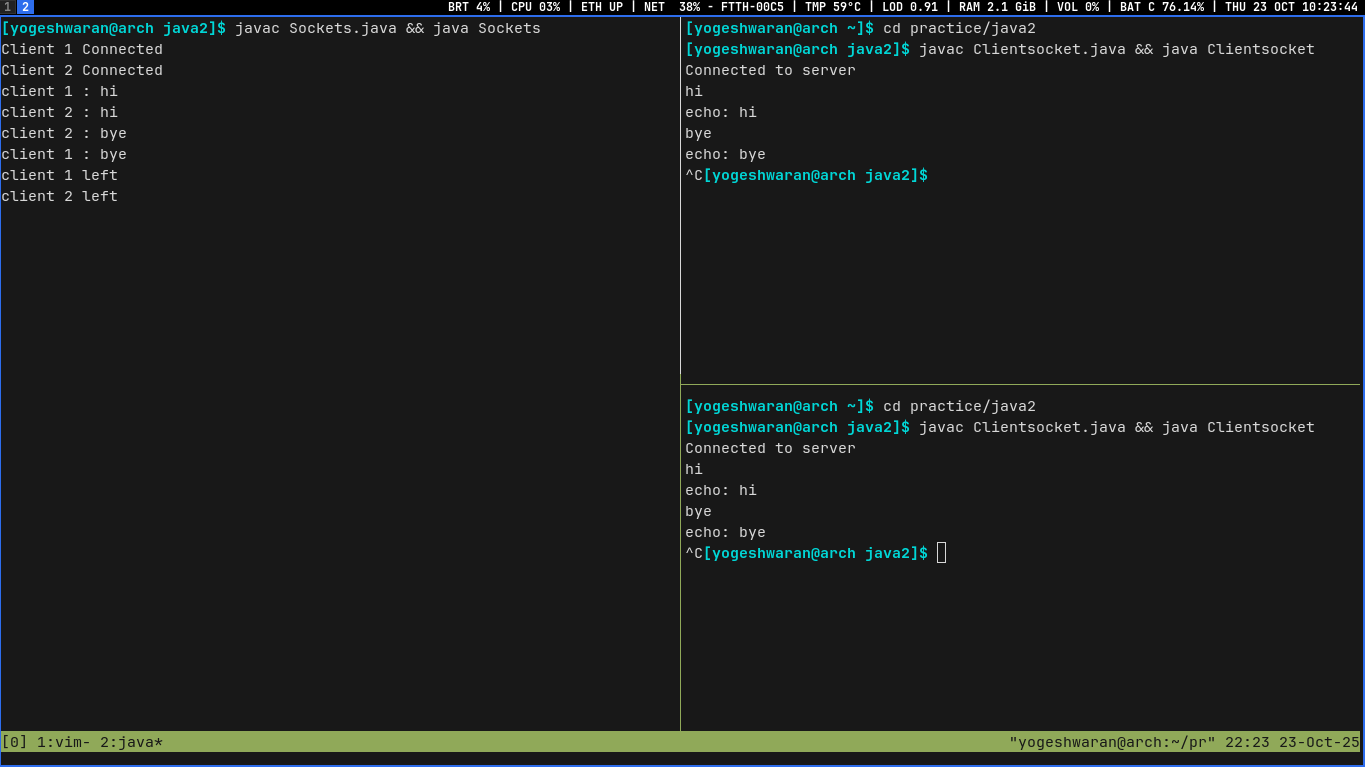 1 2 BRT 4% | CPU 03% | ETH UP | NET  38% - FTTH-00C5 | TMP 59°C | LOD 0.91 | RAM 2.1 GiB | VOL 0% | BAT C 76.14% | THU 23 OCT 10:23:44
[yogeshwaran@arch java2]$ javac Sockets.java && java Sockets
Client 1 Connected
Client 2 Connected
client 1 : hi
client 2 : hi
client 2 : bye
client 1 : bye
client 1 left
client 2 left
[yogeshwaran@arch ~]$ cd practice/java2
[yogeshwaran@arch java2]$ javac Clientsocket.java && java Clientsocket
Connected to server
hi
echo: hi
bye
echo: bye
^C[yogeshwaran@arch java2]$
[yogeshwaran@arch ~]$ cd practice/java2
[yogeshwaran@arch java2]$ javac Clientsocket.java && java Clientsocket
Connected to server
hi
echo: hi
bye
echo: bye
^C[yogeshwaran@arch java2]$
[0] 1:vim- 2:java* "yogeshwaran@arch:~/pr" 22:23 23-Oct-25